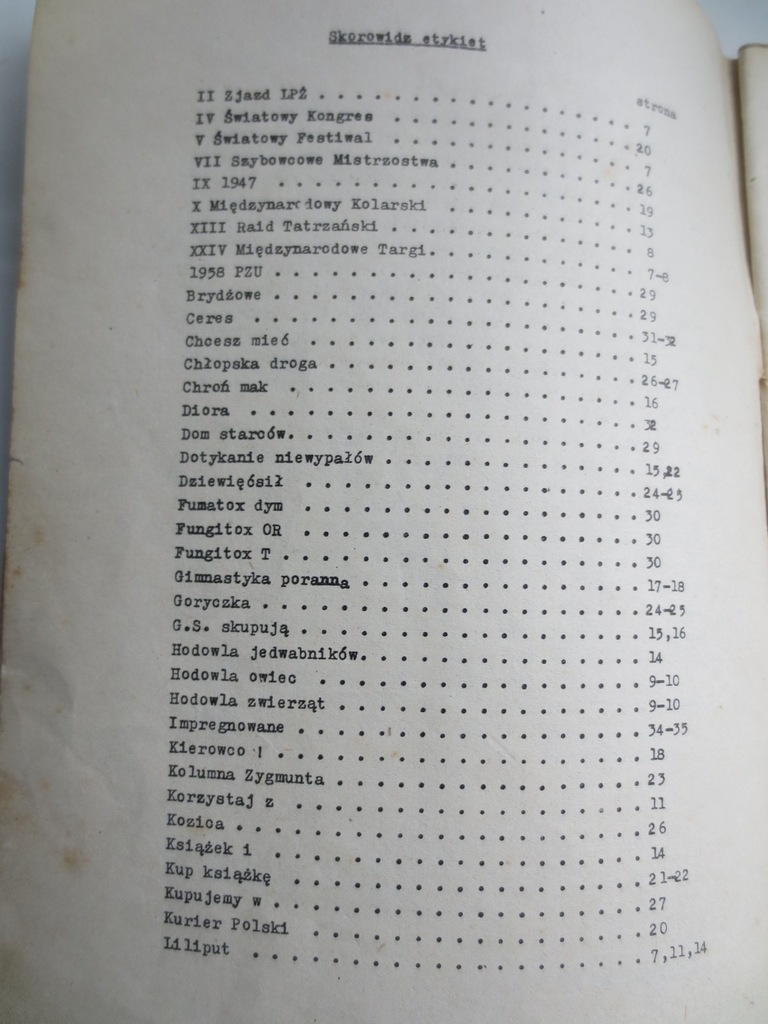 Skorowidz etykiet
strona
II Zjazd LPŻ . . . . . . . . . . . . . . . . . 7
IV Światowy Kongres . . . . . . . . . . . . . 20
V Światowy Festiwal . . . . . . . . . . . . . 7
VII Szybowcowe Mistrzostwa . . . . . . . . . . 26
IX 1947 . . . . . . . . . . . . . . . . . . . 19
X Międzynarodowy Kolarski . . . . . . . . . . 13
XIII Raid Tatrzański . . . . . . . . . . . . . 8
XXIV Międzynarodowe Targi. . . . . . . . . . . 7-8
1958 PZU . . . . . . . . . . . . . . . . . . . 29
Brydżowe . . . . . . . . . . . . . . . . . . . 29
Ceres . . . . . . . . . . . . . . . . . . . . 31-32
Chcesz mieć . . . . . . . . . . . . . . . . . 15
Chłopska droga . . . . . . . . . . . . . . . . 26-27
Chroń mak . . . . . . . . . . . . . . . . . . 16
Diora . . . . . . . . . . . . . . . . . . . . 32
Dom starców. . . . . . . . . . . . . . . . . . 29
Dotykanie niewypałów . . . . . . . . . . . . . 15,22
Dziewięćsił . . . . . . . . . . . . . . . . . 24-25
Fumatox dym . . . . . . . . . . . . . . . . . 30
Fungitox OR . . . . . . . . . . . . . . . . . 30
Fungitox T . . . . . . . . . . . . . . . . . . 30
Gimnastyka poranna . . . . . . . . . . . . . . 17-18
Goryczka . . . . . . . . . . . . . . . . . . . 24-25
G.S. skupują . . . . . . . . . . . . . . . . . 15,16
Hodowla jedwabników. . . . . . . . . . . . . . 14
Hodowla owiec . . . . . . . . . . . . . . . . 9-10
Hodowla zwierząt . . . . . . . . . . . . . . . 9-10
Impregnowane . . . . . . . . . . . . . . . . . 34-35
Kierowco ! . . . . . . . . . . . . . . . . . . 18
Kolumna Zygmunta . . . . . . . . . . . . . . . 23
Korzystaj z . . . . . . . . . . . . . . . . . 11
Kozica . . . . . . . . . . . . . . . . . . . . 26
Książek i . . . . . . . . . . . . . . . . . . 14
Kup książkę . . . . . . . . . . . . . . . . . 21-22
Kupujemy w . . . . . . . . . . . . . . . . . . 27
Kurier Polski . . . . . . . . . . . . . . . . 20
Liliput . . . . . . . . . . . . . . . . . . . 7,11,14